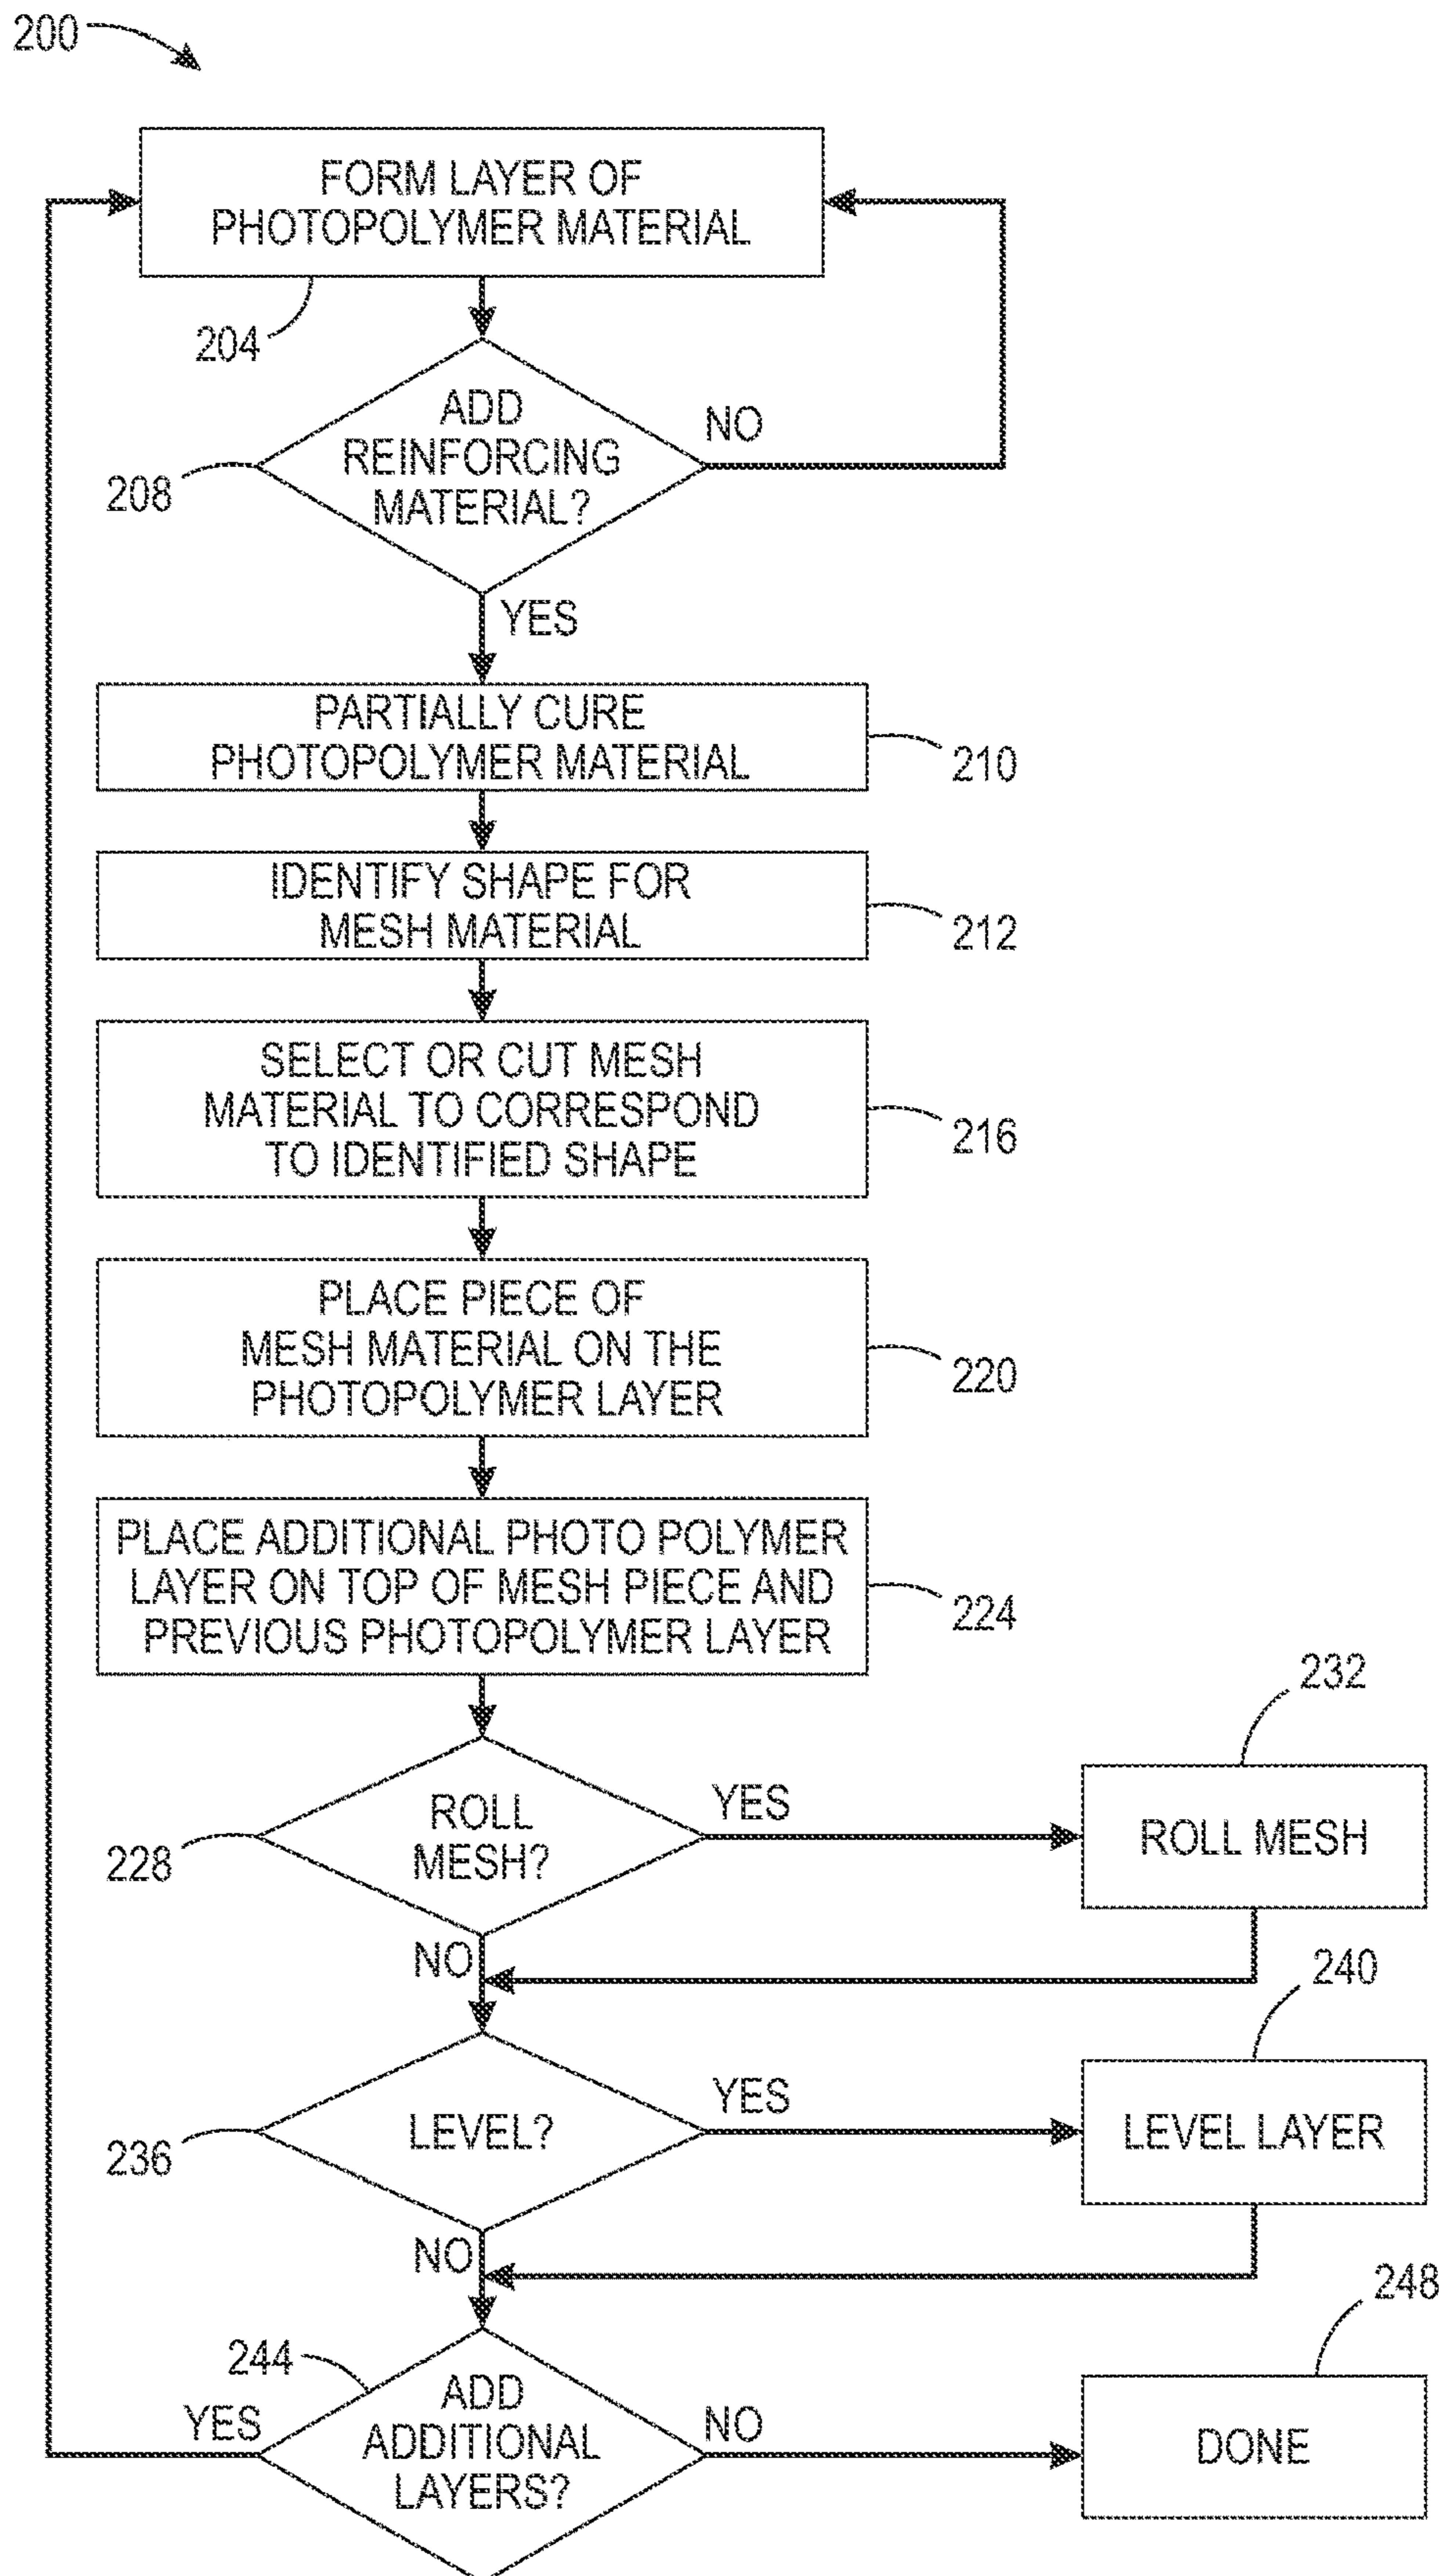 200
FORM LAYER OF
PHOTOPOLYMER MATERIAL
204
ADD
REINFORCING
MATERIAL?
NO
208
YES
PARTIALLY CURE
PHOTOPOLYMER MATERIAL
210
IDENTIFY SHAPE FOR
MESH MATERIAL
212
SELECT OR CUT MESH
MATERIAL TO CORRESPOND
TO IDENTIFIED SHAPE
216
PLACE PIECE OF
MESH MATERIAL ON THE
PHOTOPOLYMER LAYER
220
PLACE ADDITIONAL PHOTO POLYMER
LAYER ON TOP OF MESH PIECE AND
PREVIOUS PHOTOPOLYMER LAYER
224
232
ROLL
MESH?
YES
ROLL MESH
228
NO
240
LEVEL?
YES
LEVEL LAYER
236
NO
248
244
ADD
ADDITIONAL
LAYERS?
YES
NO
DONE